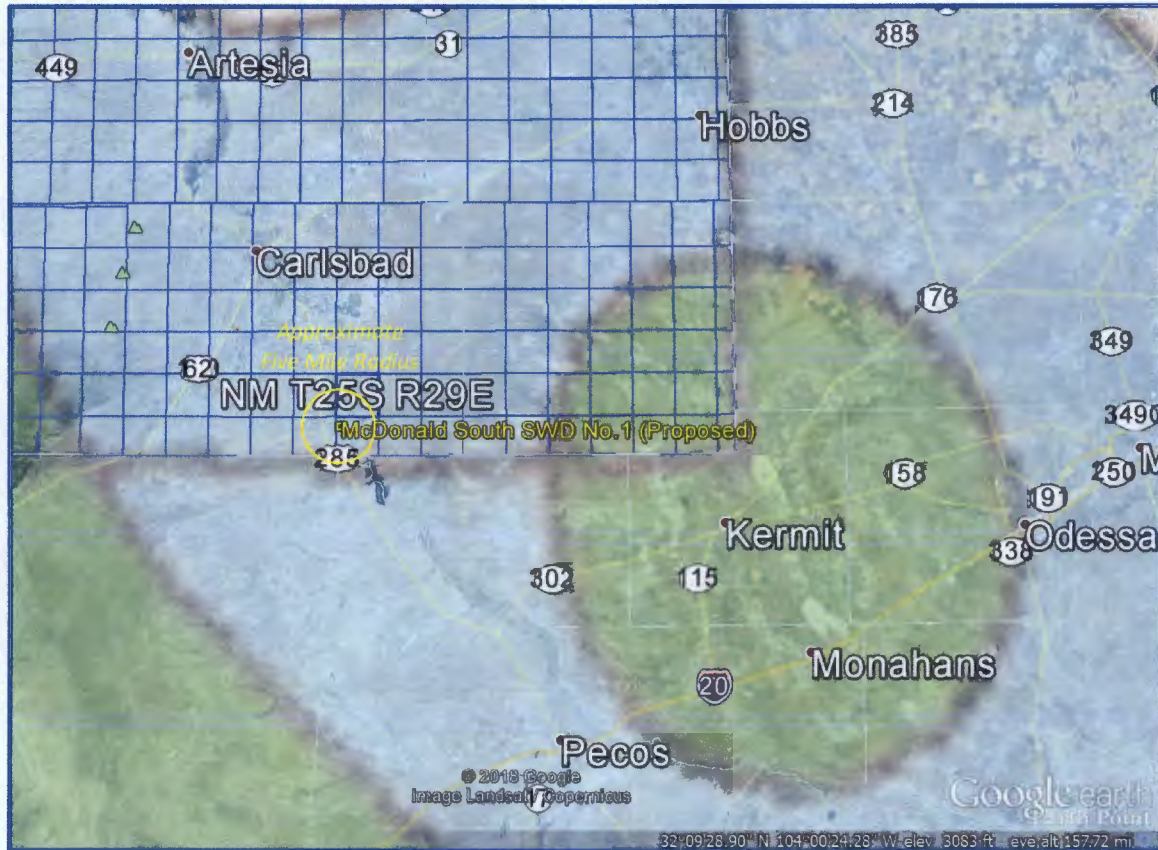 385
31
Artesia
449
214
Hobbs
Carlsbad
176
Approximate
Five Mile Radius
349
62
NM T25S R29E
McDonald South SWD No.1 (Proposed)
3490
285
158
250
M
191
Kermit
Odessa
338
302
115
Monahans
20
Pecos
© 2018 Google
Image Landsat / Copernicus
17
Google earth
32°09'28.90" N 104°00'24.28" W elev 3083 ft eye alt 157.72 mi